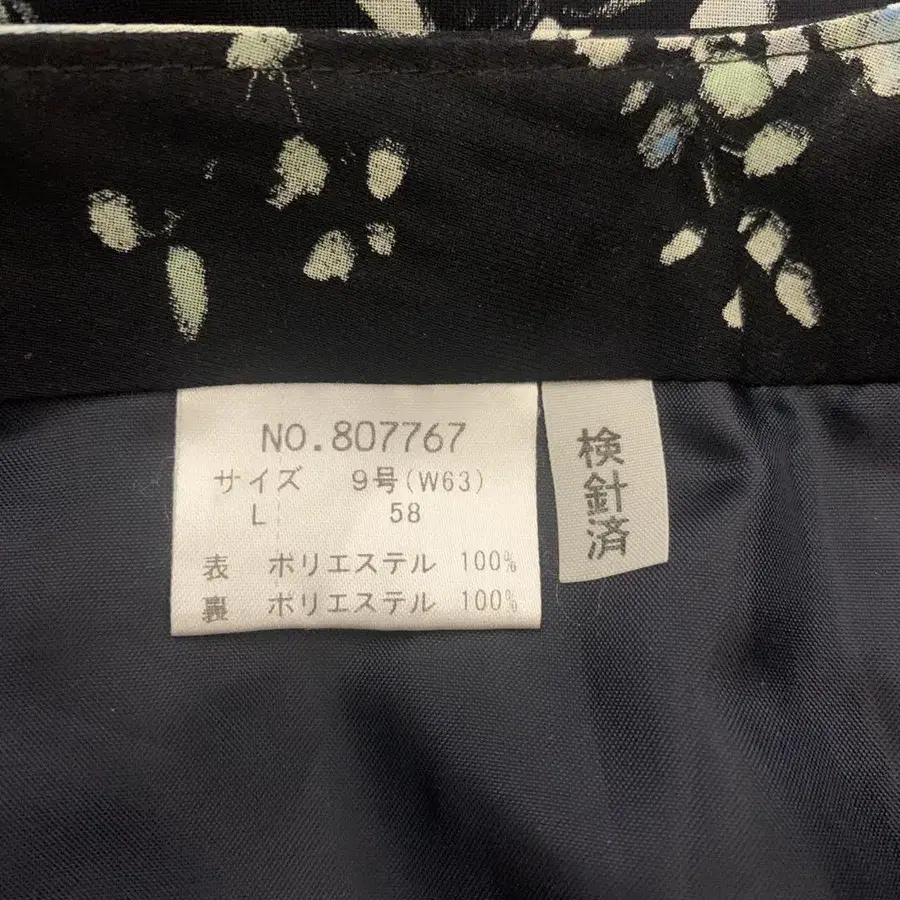 NO.807767
サイズ 9号(W63)
L 58
表 ポリエステル 100%
裏 ポリエステル 100%
検針済